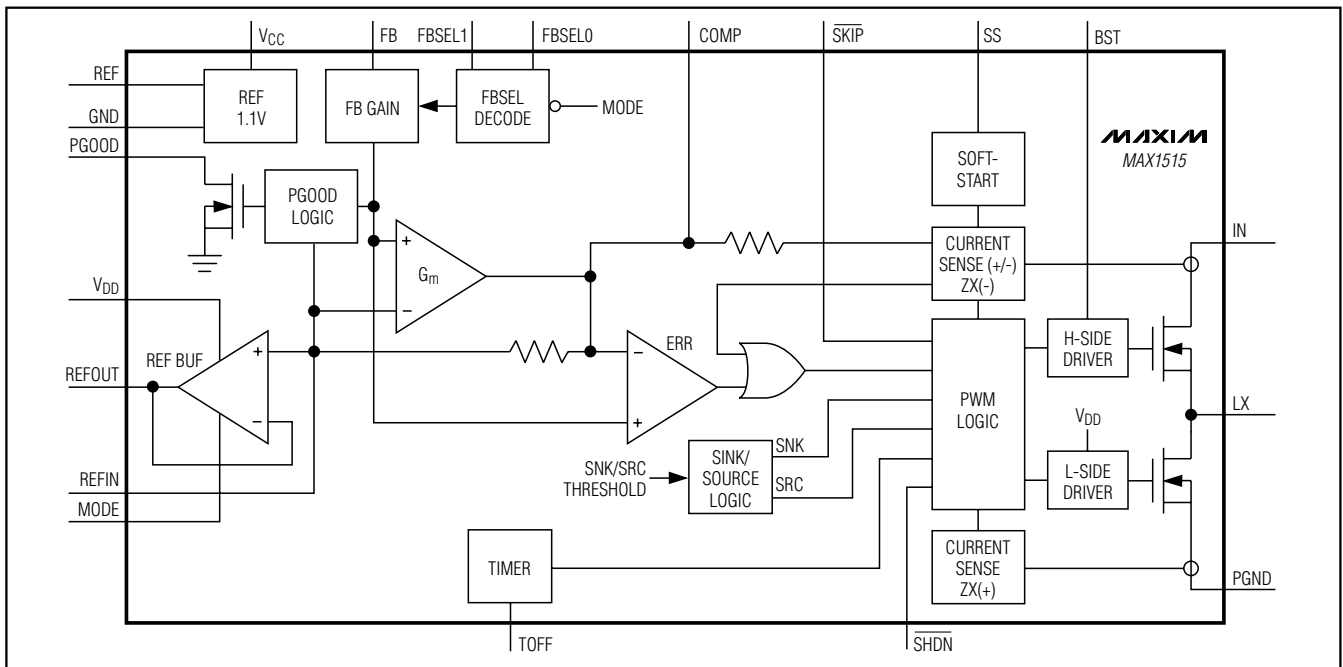 VCC
FB
FBSEL1
FBSEL0
COMP
SKIP
SS
BST
REF
GND
PGOOD
REF
1.1V
FB GAIN
FBSEL
DECODE
MODE
MAXIM
MAX1515
SOFT-
START
PGOOD
LOGIC
+
Gm
−
CURRENT
SENSE (+/-)
ZX(-)
IN
VDD
REF BUF
+
−
REFOUT
−
ERR
+
H-SIDE
DRIVER
PWM
LOGIC
LX
VDD
L-SIDE
DRIVER
SNK/SRC
THRESHOLD
SINK/
SOURCE
LOGIC
SNK
SRC
REFIN
MODE
TIMER
CURRENT
SENSE
ZX(+)
PGND
TOFF
SHDN